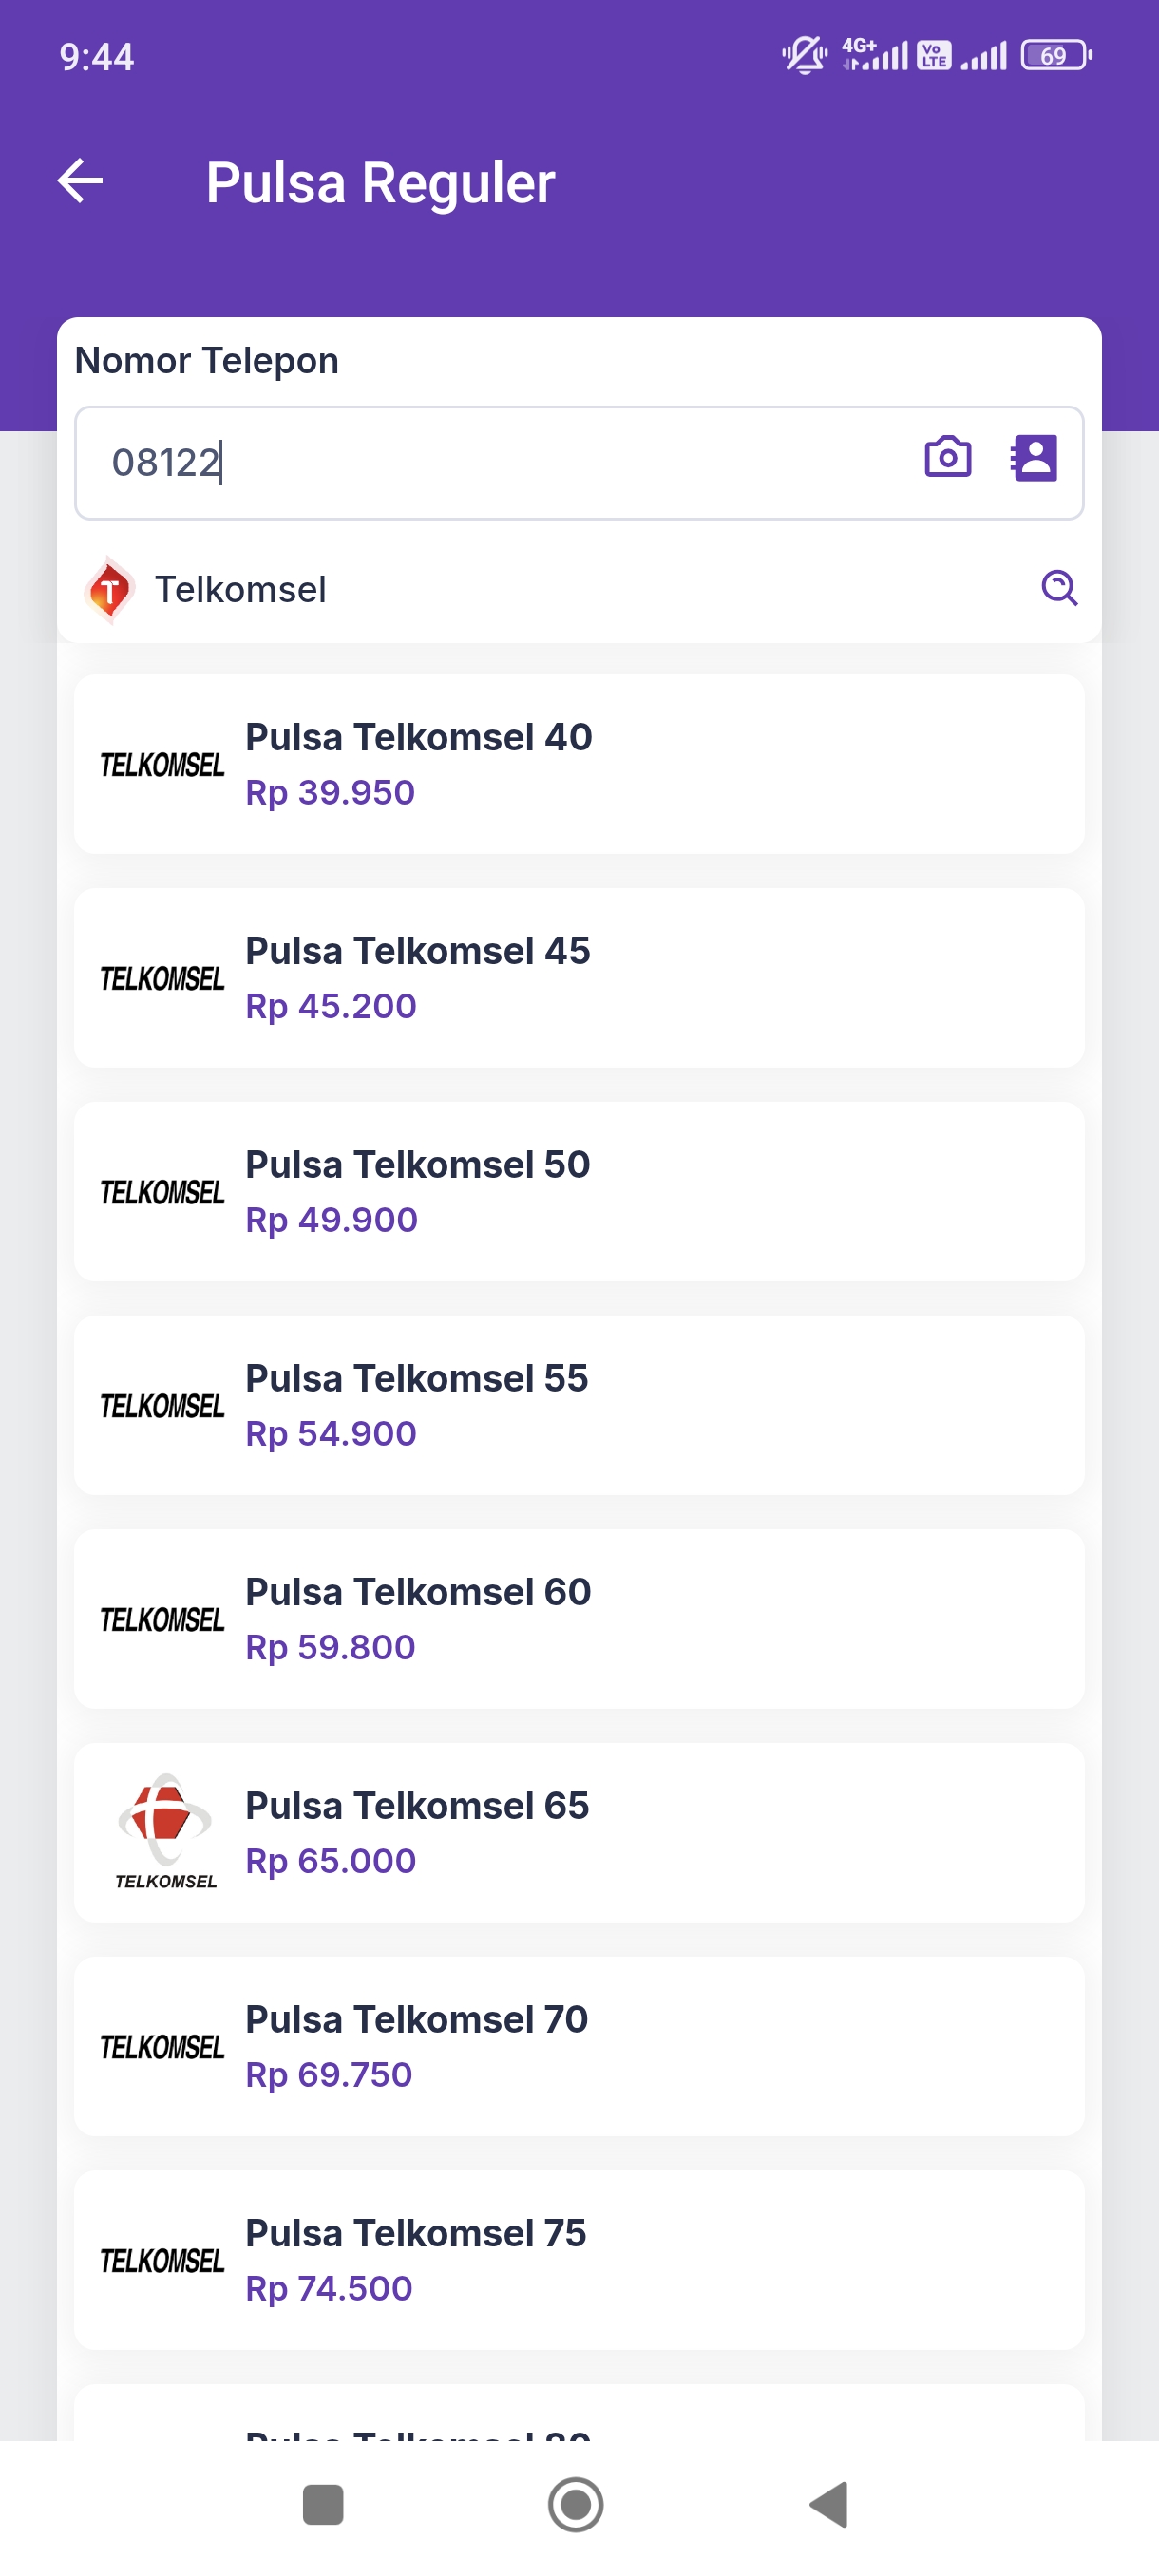 9:44
4G+
Vo
LTE
69
Pulsa Reguler
Nomor Telepon
08122
T Telkomsel
TELKOMSEL
Pulsa Telkomsel 40
Rp 39.950
TELKOMSEL
Pulsa Telkomsel 45
Rp 45.200
TELKOMSEL
Pulsa Telkomsel 50
Rp 49.900
TELKOMSEL
Pulsa Telkomsel 55
Rp 54.900
TELKOMSEL
Pulsa Telkomsel 60
Rp 59.800
TELKOMSEL
Pulsa Telkomsel 65
Rp 65.000
TELKOMSEL
Pulsa Telkomsel 70
Rp 69.750
TELKOMSEL
Pulsa Telkomsel 75
Rp 74.500
Pulsa Telkomsel 80